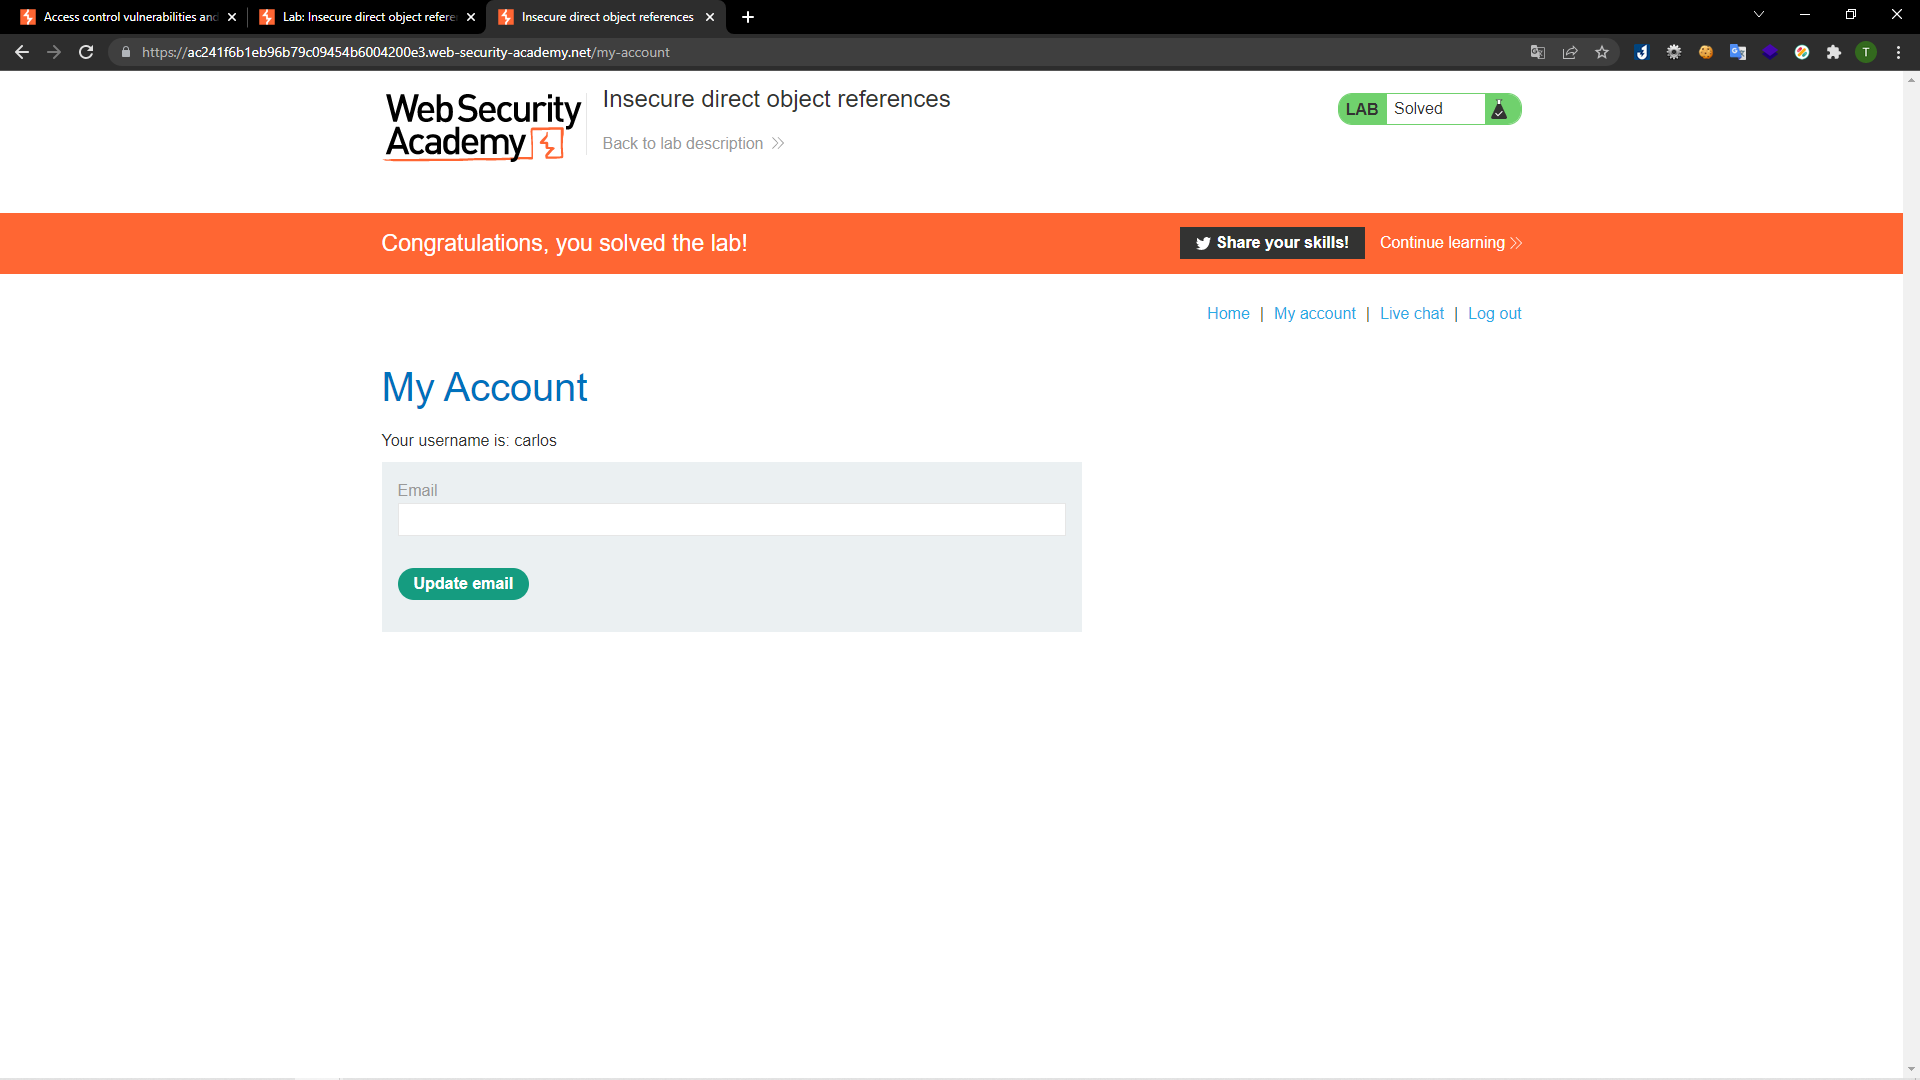 Access control vulnerabilities and
Lab: Insecure direct object refere
Insecure direct object references
https://ac241f6b1eb96b79c09454b6004200e3.web-security-academy.net/my-account
T
Web Security
Academy
Insecure direct object references
Back to lab description
LAB
Solved
Congratulations, you solved the lab!
Share your skills!
Continue learning
Home | My account | Live chat | Log out
My Account
Your username is: carlos
Email
Update email